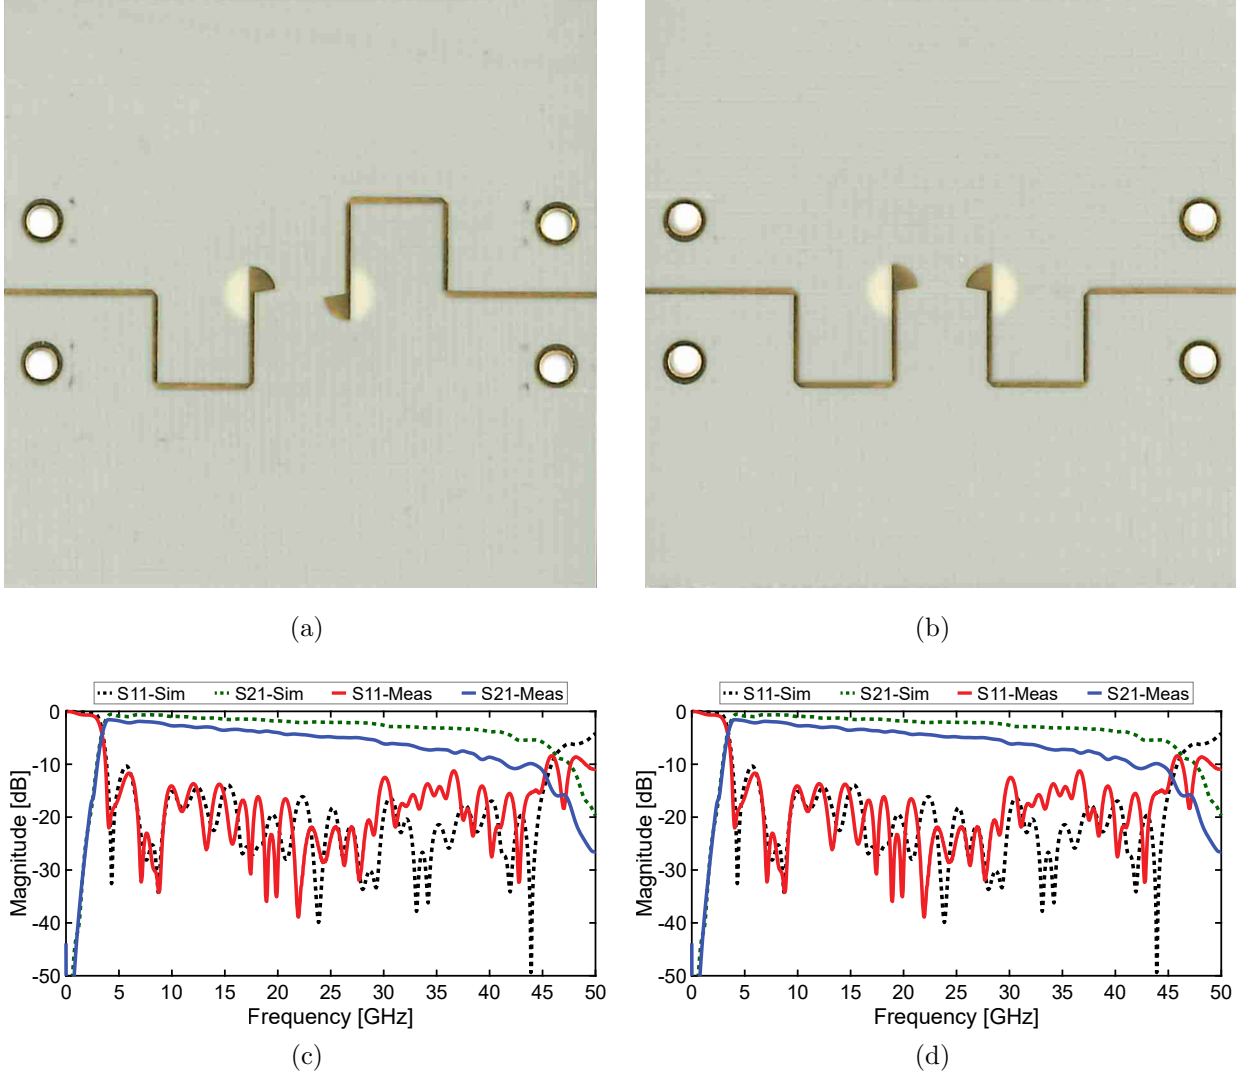 (a)
(b)
S11-Sim S21-Sim S11-Meas S21-Meas
0
-10
-20
-30
-40
-50
Magnitude [dB]
0 5 10 15 20 25 30 35 40 45 50
Frequency [GHz]
(c)
S11-Sim S21-Sim S11-Meas S21-Meas
0
-10
-20
-30
-40
-50
Magnitude [dB]
0 5 10 15 20 25 30 35 40 45 50
Frequency [GHz]
(d)